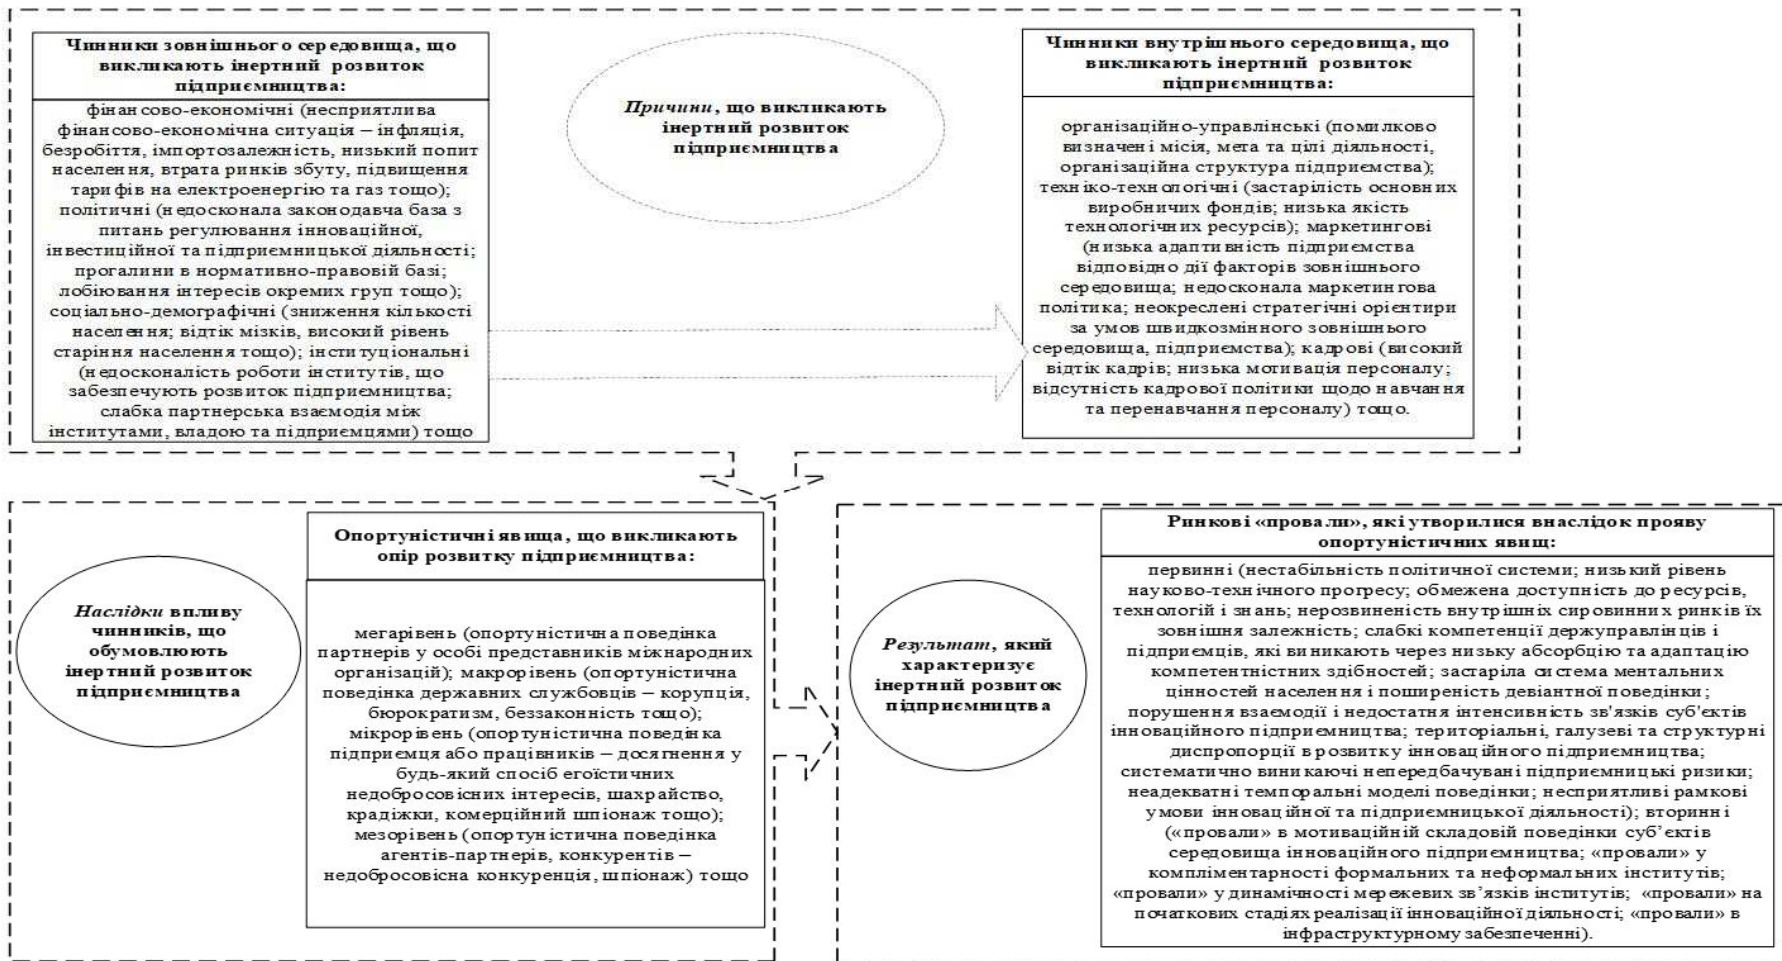 Чинники зовнішнього середовища, що
викликають інертний розвиток
підприємництва:
фінансово-економічні (несприятлива
фінансово-економічна ситуація – інфляція,
безробіття, імпортозалежність, низький попит
населення, втрата ринків збуту, підвищення
тарифів на електроенергію та газ тощо);
політичні (недосконала законодавча база з
питань регулювання інноваційної,
інвестиційної та підприємницької діяльності;
прогалини в нормативно-правовій базі;
лобіювання інтересів окремих груп тощо);
соціально-демографічні (зниження кількості
населення; відтік мізків, високий рівень
старіння населення тощо); інституціональні
(недосконалість роботи інститутів, що
забезпечують розвиток підприємництва;
слабка партнерська взаємодія між
інститутами, владою та підприємцями) тощо
Причини, що викликають
інертний розвиток
підприємництва
Чинники внутрішнього середовища, що
викликають інертний розвиток
підприємництва:
організаційно-управлінські (помилково
визначені місія, мета та цілі діяльності,
організаційна структура підприємства);
техніко-технологічні (застарілість основних
виробничих фондів; низька якість
технологічних ресурсів); маркетингові
(низька адаптивність підприємства
відповідно дії факторів зовнішнього
середовища; недосконала маркетингова
політика; неокреслені стратегічні орієнтири
за умов швидкозмінного зовнішнього
середовища, підприємства); кадрові (високий
відтік кадрів; низька мотивація персоналу;
відсутність кадрової політики щодо навчання
та перенавчання персоналу) тощо.
Наслідки впливу
чинників, що
обумовлюють
інертний розвиток
підприємництва
Опортуністичні явища, що викликають
опір розвитку підприємництва:
мегарівень (опортуністична поведінка
партнерів у особі представників міжнародних
організацій); макрорівень (опортуністична
поведінка державних службовців – корупція,
бюрократизм, беззаконність тощо);
мікрорівень (опортуністична поведінка
підприємця або працівників – досягнення у
будь-який спосіб егоїстичних
недобросовісних інтересів, шахрайство,
крадіжки, комерційний шпіонаж тощо);
мезорівень (опортуністична поведінка
агентів-партнерів, конкурентів –
недобросовісна конкуренція, шпіонаж) тощо
Результат, який
характеризує
інертний розвиток
підприємництва
Ринкові «провали», які утворилися внаслідок прояву
опортуністичних явищ:
первинні (нестабільність політичної системи; низький рівень
науково-технічного прогресу; обмежена доступність до ресурсів,
технологій і знань; нерозвиненість внутрішніх сировинних ринків їх
зовнішня залежність; слабкі компетенції держуправлінців і
підприємців, які виникають через низьку абсорбцію та адаптацію
компетентністних здібностей; застаріла система ментальних
цінностей населення і поширеність девіантної поведінки;
порушення взаємодії і недостатня інтенсивність зв'язків суб'єктів
інноваційного підприємництва; територіальні, галузеві та структурні
диспропорції в розвитку інноваційного підприємництва;
систематично виникаючі непередбачувані підприємницькі ризики;
неадекватні темпоральні моделі поведінки; несприятливі рамкові
умови інноваційної та підприємницької діяльності); вторинні
(«провали» в мотиваційній складовій поведінки суб’єктів
середовища інноваційного підприємництва; «провали» у
компліментарності формальних та неформальних інститутів;
«провали» у динамічності мережевих зв’язків інститутів; «провали» на
початкових стадіях реалізації інноваційної діяльності; «провали» в
інфраструктурному забезпеченні).